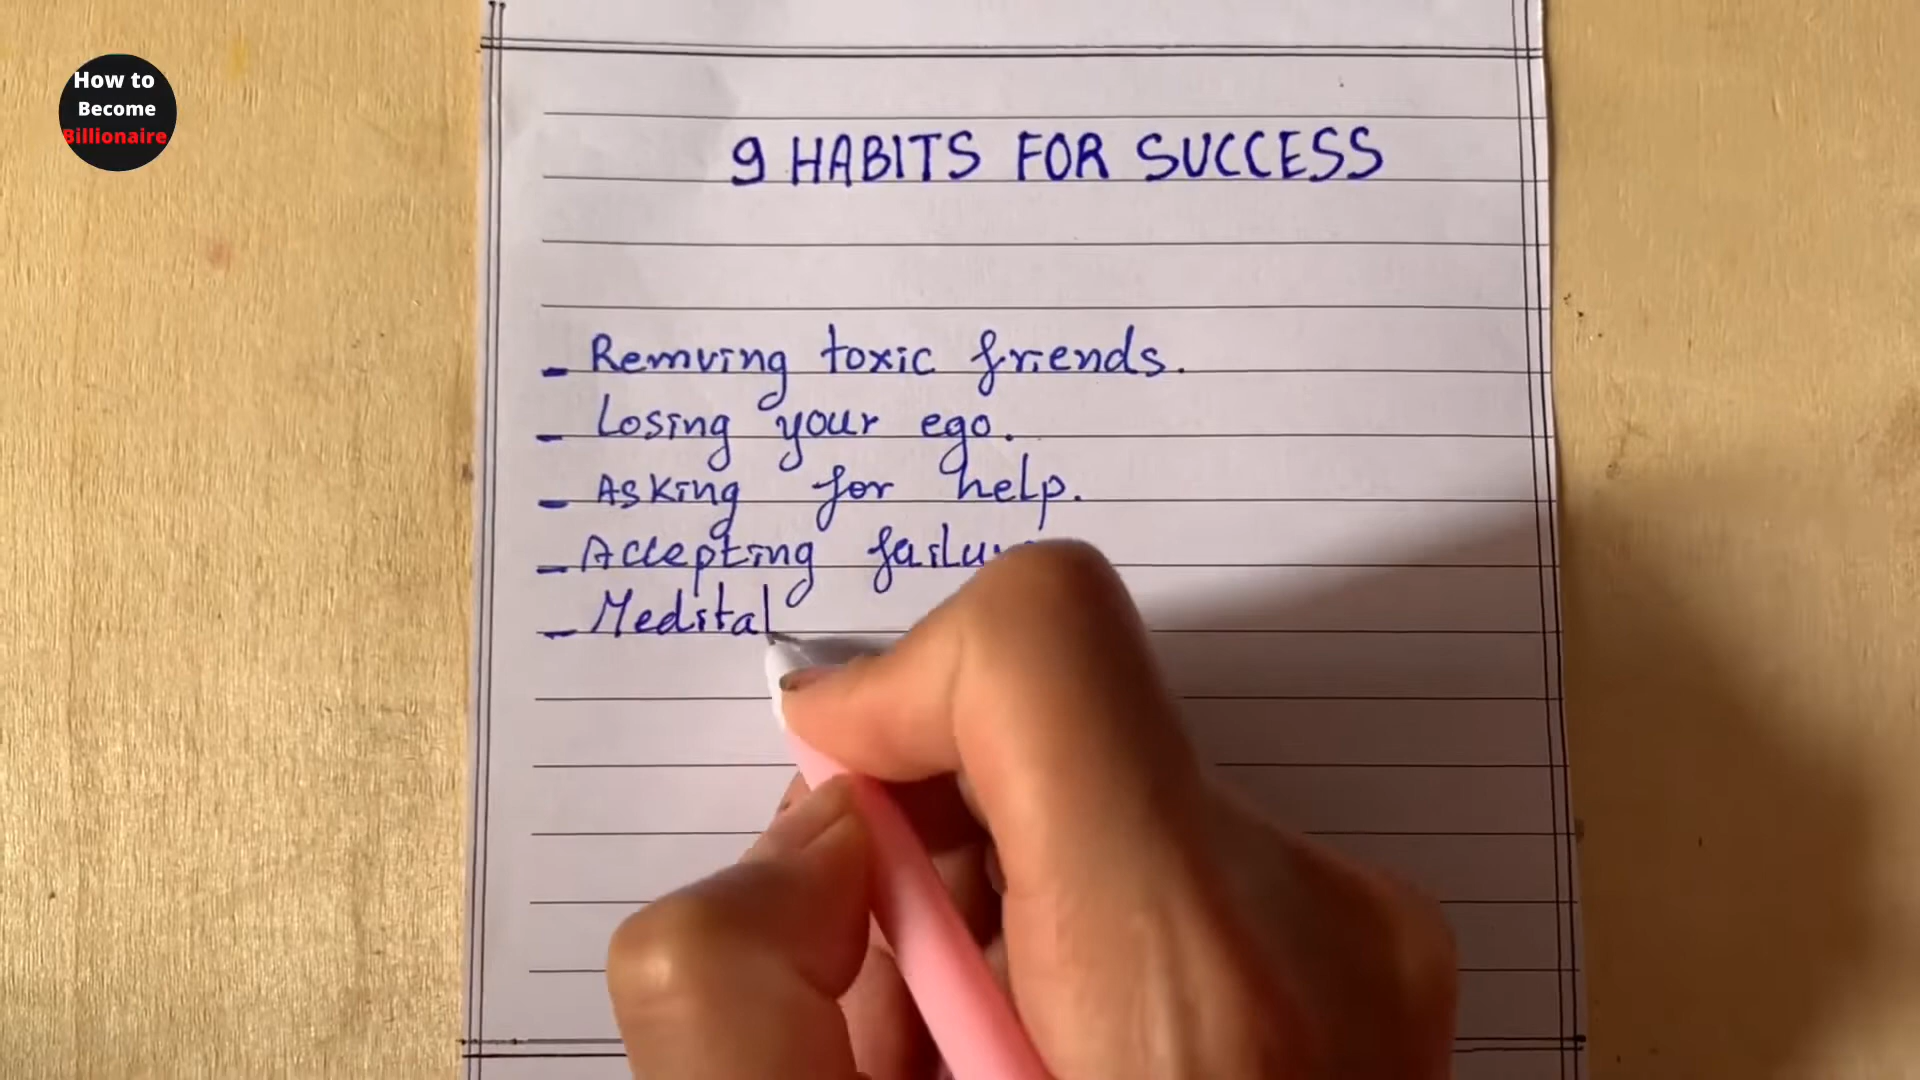 How to
Become
Billionaire
9 HABITS FOR SUCCESS
- Remving toxic friends.
- Losing your ego.
- Asking for help.
- Accepting
- Medital